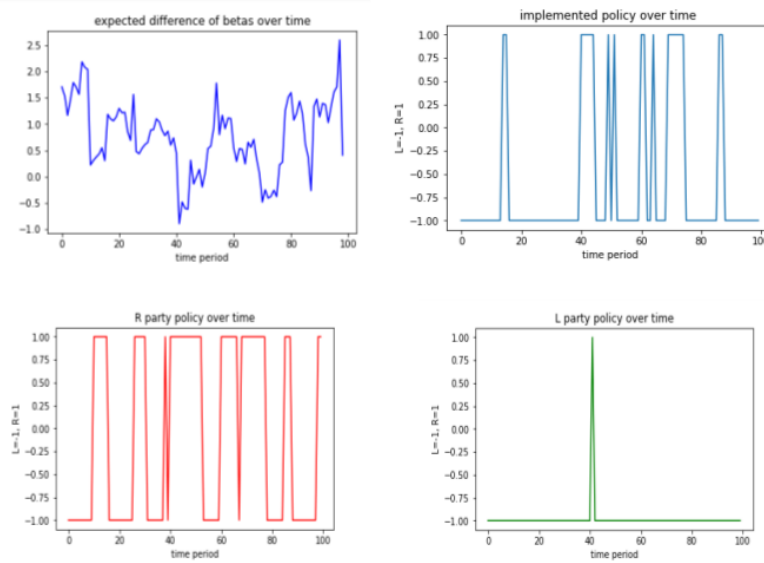 expected difference of betas over time
2.5
2.0
1.5
1.0
0.5
0.0
-0.5
-1.0
0 20 40 60 80 100
time period
implemented policy over time
L=-1, R=1
1.00
0.75
0.50
0.25
0.00
-0.25
-0.50
-0.75
-1.00
0 20 40 60 80 100
time period
R party policy over time
L=-1, R=1
1.00
0.75
0.50
0.25
0.00
-0.25
-0.50
-0.75
-1.00
0 20 40 60 80 100
time period
L party policy over time
L=-1, R=1
1.00
0.75
0.50
0.25
0.00
-0.25
-0.50
-0.75
-1.00
0 20 40 60 80 100
time period